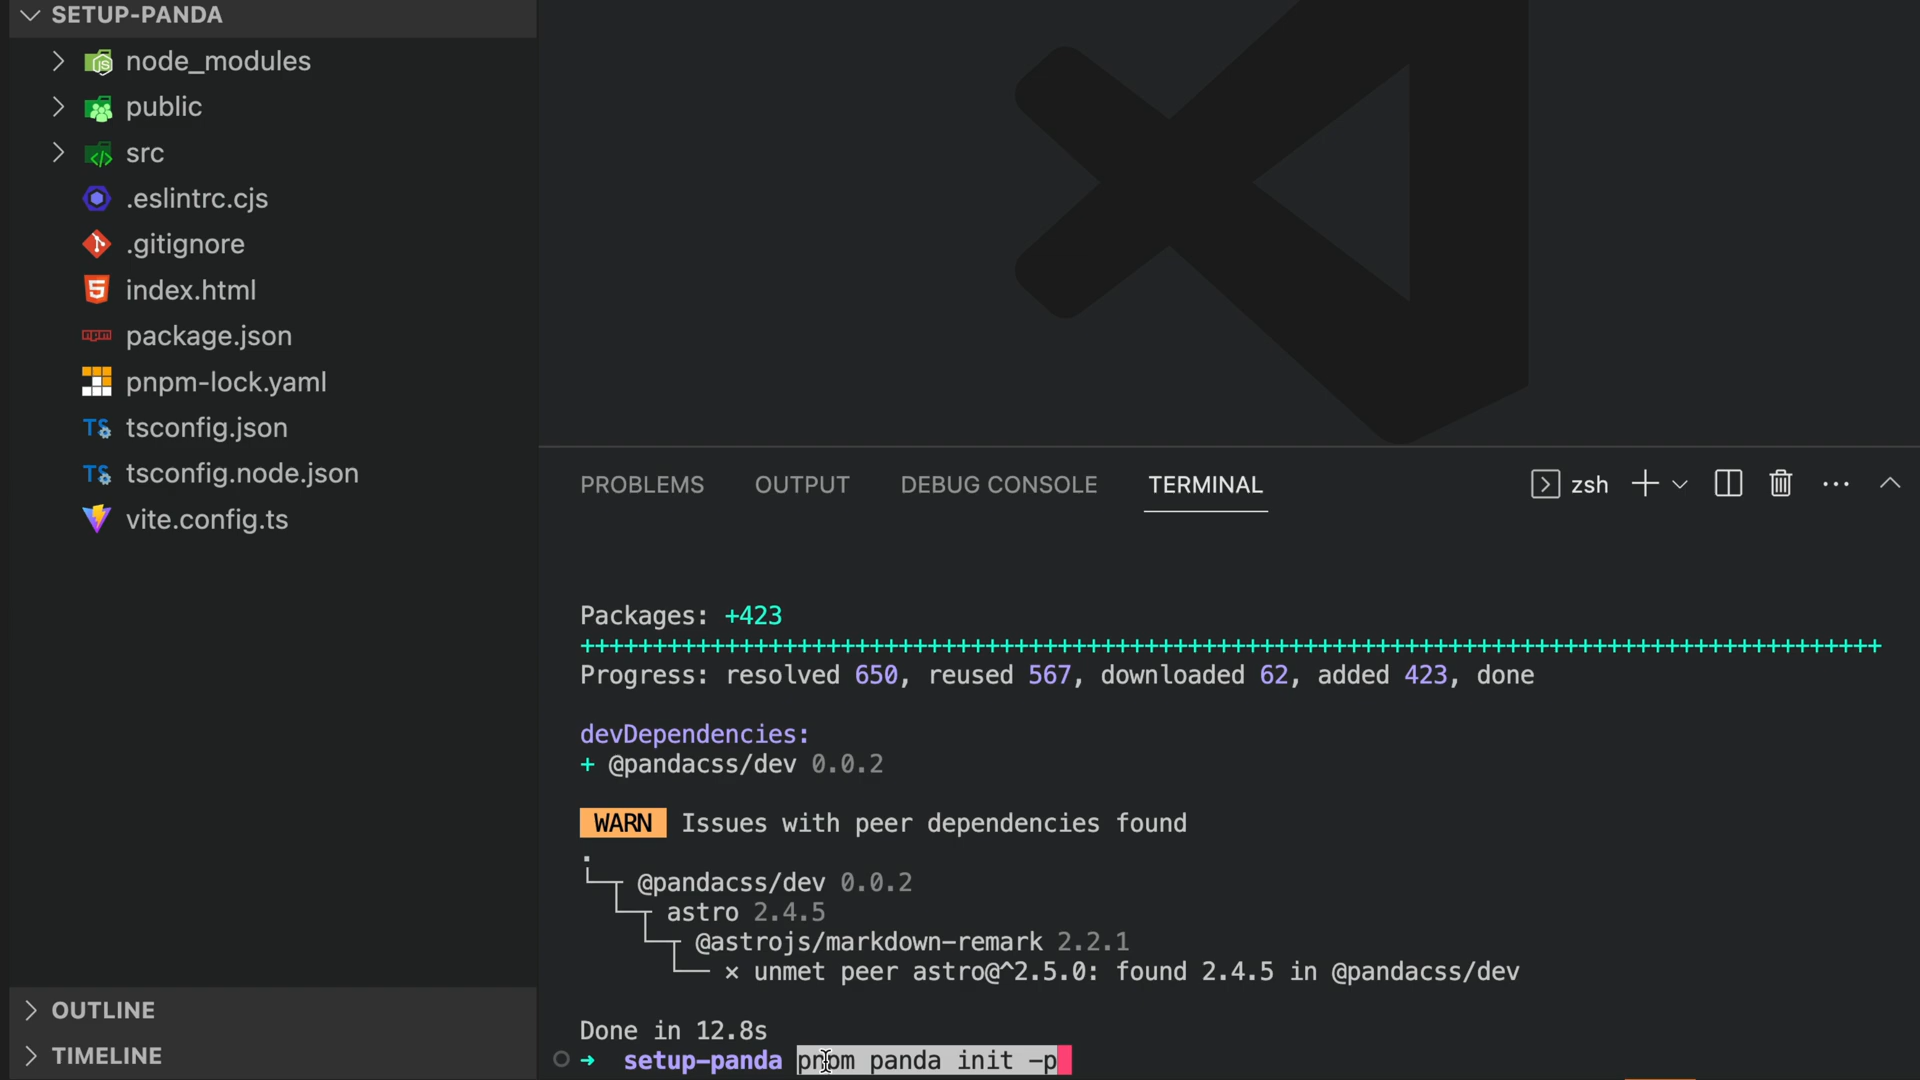 SETUP-PANDA
node_modules
public
src
.eslintrc.cjs
.gitignore
index.html
package.json
pnpm-lock.yaml
tsconfig.json
tsconfig.node.json
vite.config.ts
OUTLINE
TIMELINE
PROBLEMS OUTPUT DEBUG CONSOLE TERMINAL zsh
Packages: +423
++++++++++++++++++++++++++++++++++++++++++++++++++++++++++++++++++++++++++++++++++++++++++
Progress: resolved 650, reused 567, downloaded 62, added 423, done
devDependencies:
+ @pandacss/dev 0.0.2
WARN Issues with peer dependencies found
.
└─┬ @pandacss/dev 0.0.2
└─┬ astro 2.4.5
└─┬ @astrojs/markdown-remark 2.2.1
└── × unmet peer astro@^2.5.0: found 2.4.5 in @pandacss/dev
Done in 12.8s
→ setup-panda pnpm panda init -p